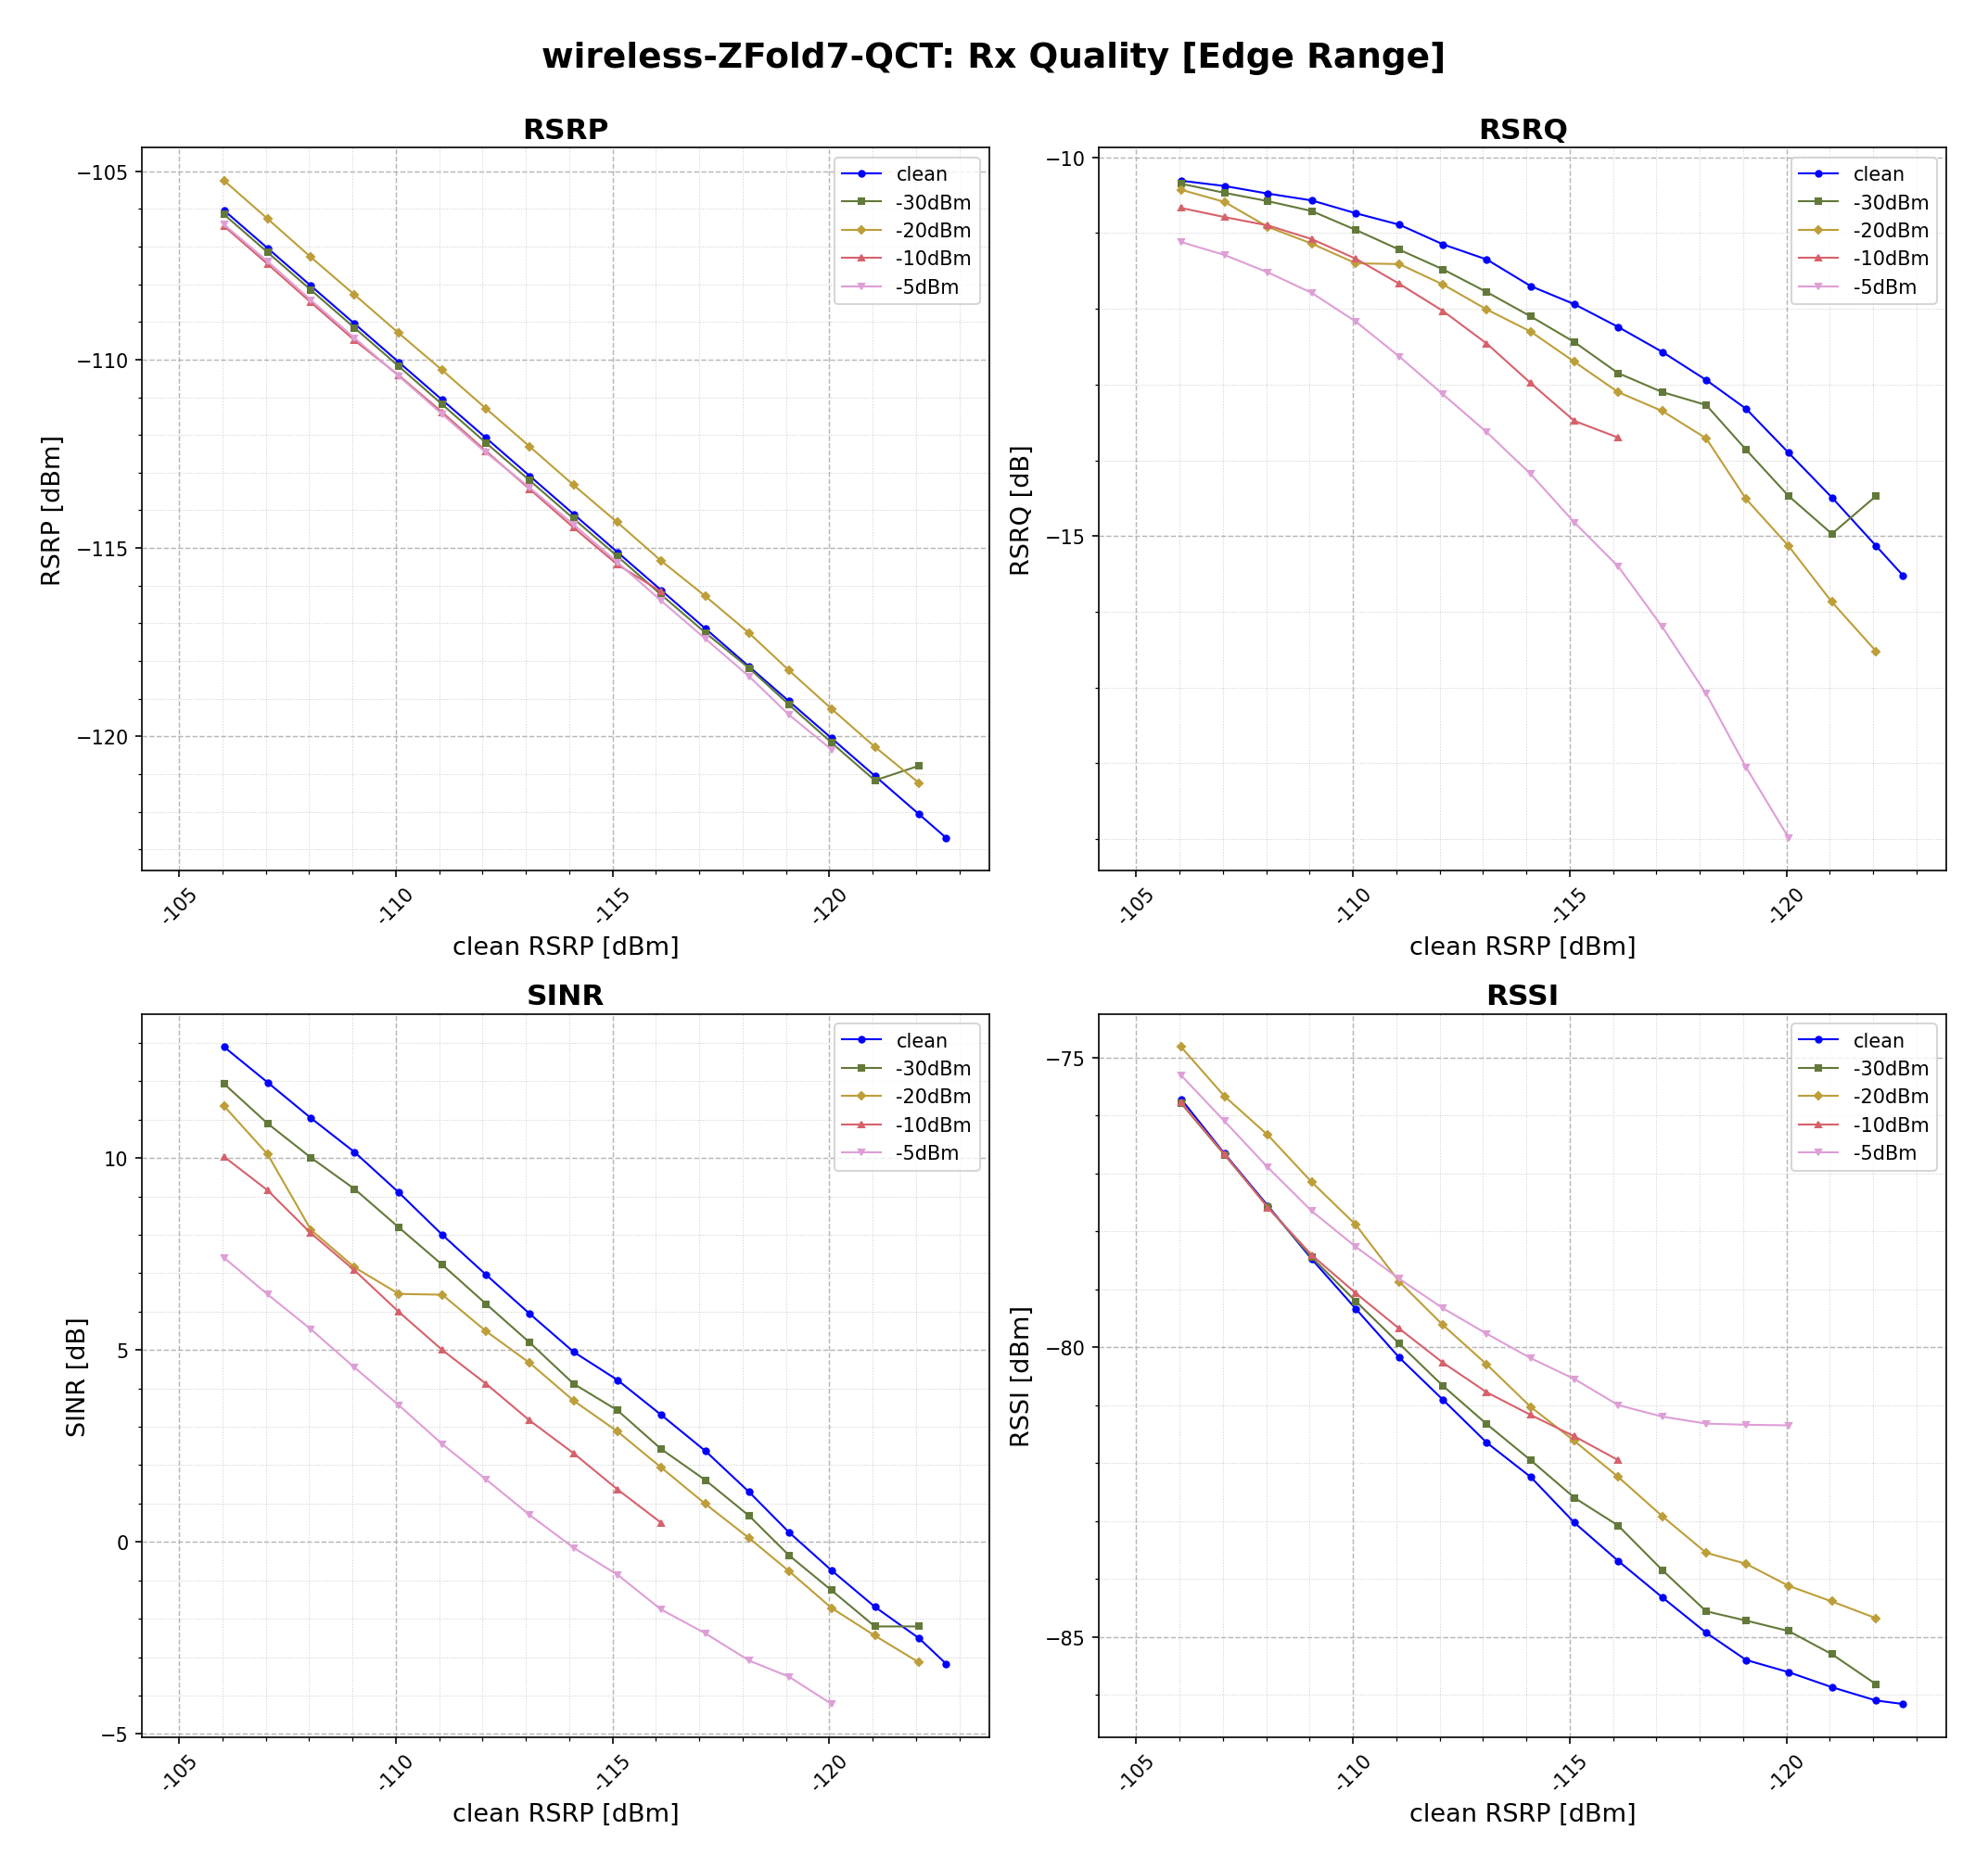 wireless-ZFold7-QCT: Rx Quality [Edge Range]
RSRP
RSRP [dBm]
−105
−110
−115
−120
clean
-30dBm
-20dBm
-10dBm
-5dBm
-105
-110
-115
-120
clean RSRP [dBm]
RSRQ
RSRQ [dB]
−10
−15
clean
-30dBm
-20dBm
-10dBm
-5dBm
-105
-110
-115
-120
clean RSRP [dBm]
SINR
SINR [dB]
10
5
0
−5
clean
-30dBm
-20dBm
-10dBm
-5dBm
-105
-110
-115
-120
clean RSRP [dBm]
RSSI
RSSI [dBm]
−75
−80
−85
clean
-30dBm
-20dBm
-10dBm
-5dBm
-105
-110
-115
-120
clean RSRP [dBm]